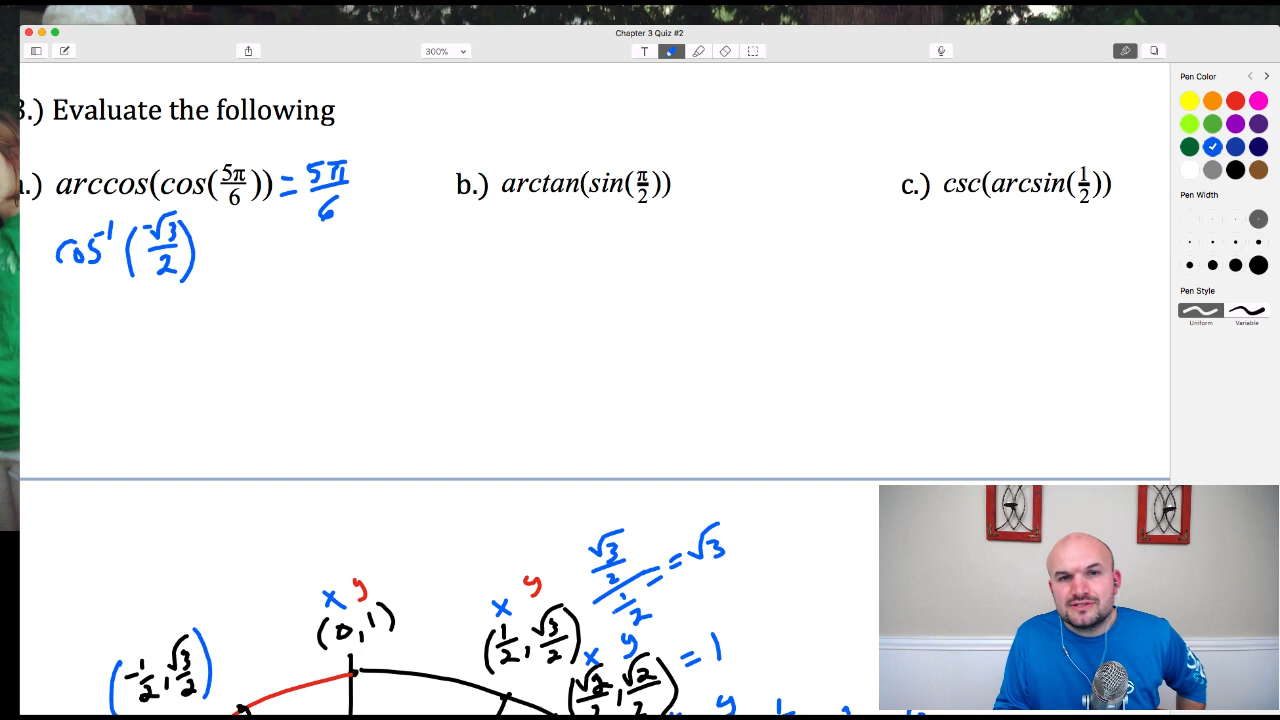 Chapter 3 Quiz #2
300%
T
Pen Color
3.) Evaluate the following
.) arccos(cos(5π/6)) = 5π/6
b.) arctan(sin(π/2))
c.) csc(arcsin(1/2))
cos⁻¹(-√3/2)
Pen Width
Pen Style
Uniform Variable
√3/2 / 1/2 = √3
x y
(0,1)
x y
(1/2, √3/2)
(-1/2, √3/2)
x y
(√2/2, √2/2) = 1
y